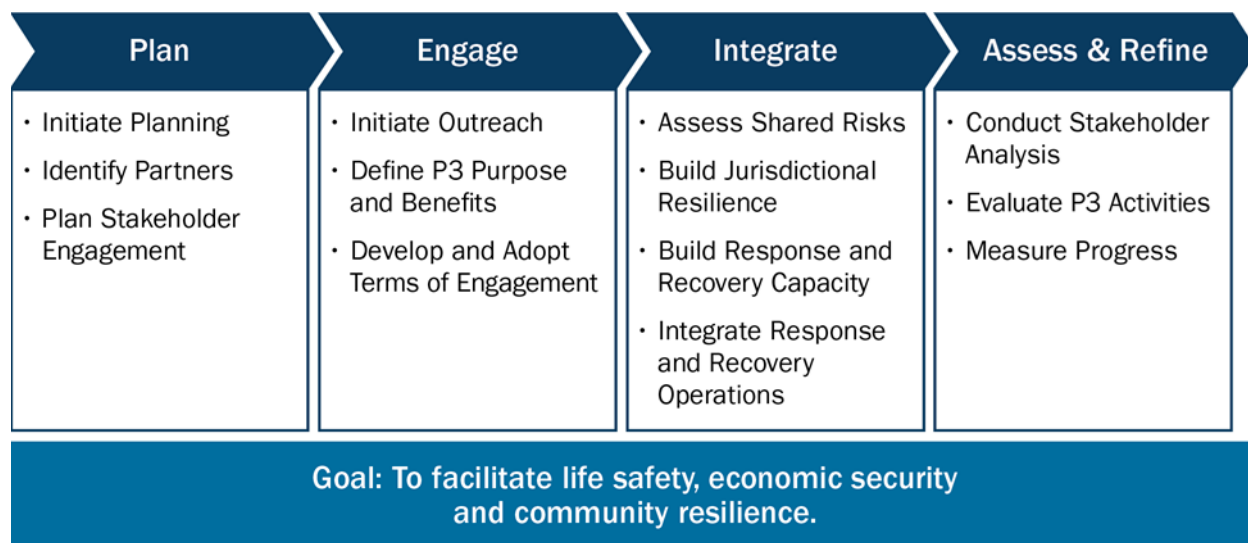 Plan
· Initiate Planning
· Identify Partners
· Plan Stakeholder
Engagement
Engage
· Initiate Outreach
· Define P3 Purpose
and Benefits
· Develop and Adopt
Terms of Engagement
Integrate
· Assess Shared Risks
· Build Jurisdictional
Resilience
· Build Response and
Recovery Capacity
· Integrate Response
and Recovery
Operations
Assess & Refine
· Conduct Stakeholder
Analysis
· Evaluate P3 Activities
· Measure Progress
Goal: To facilitate life safety, economic security
and community resilience.